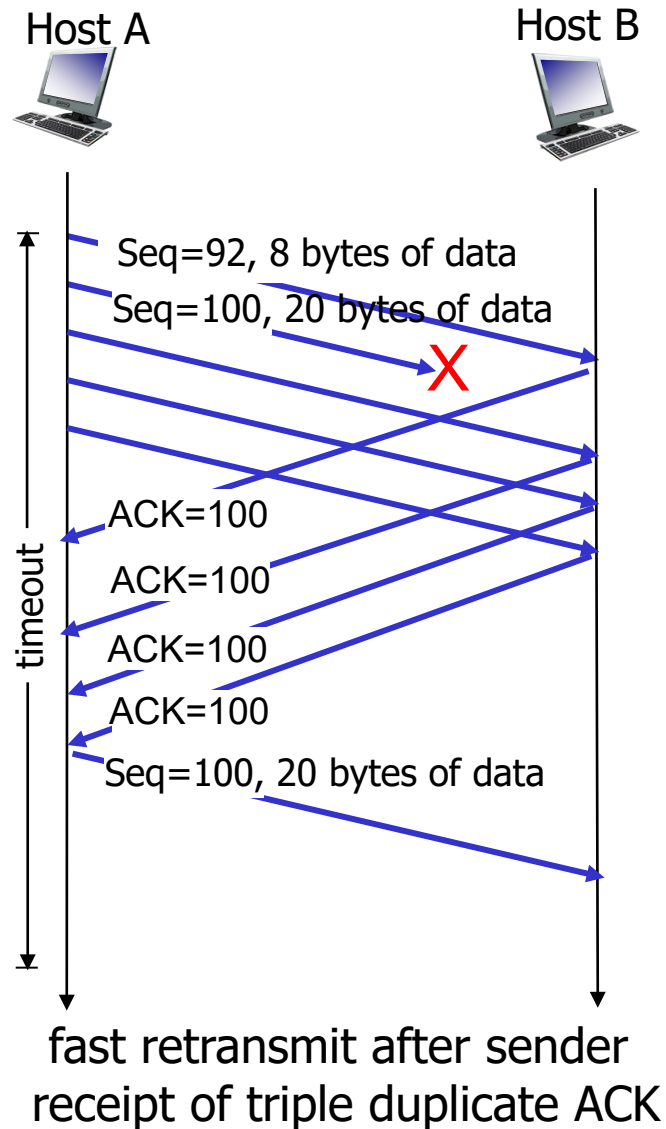 Host A
Host B
Seq=92, 8 bytes of data
Seq=100, 20 bytes of data
X
ACK=100
timeout
ACK=100
ACK=100
ACK=100
Seq=100, 20 bytes of data
fast retransmit after sender
receipt of triple duplicate ACK